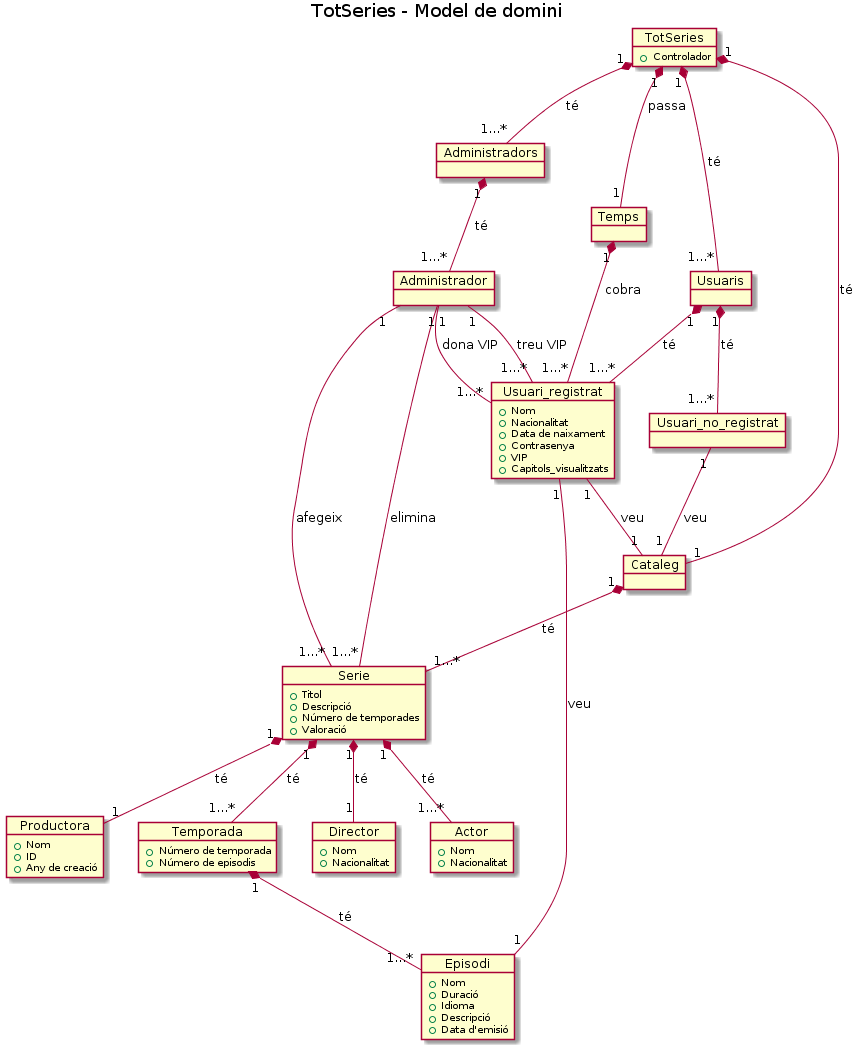 TotSeries - Model de domini
TotSeries
Controlador
1
1
1
1
té
passa
té
té
1...*
Administradors
1
té
1...*
Administrador
1
Temps
1
cobra
1...*
Usuaris
1
1
té
té
1
1
1
1
dona VIP
treu VIP
1...*
1...*
1...*
1...*
1...*
Usuari_registrat
Nom
Nacionalitat
Data de naixament
Contrasenya
VIP
Capitols_visualitzats
Usuari_no_registrat
1
1
1
afegeix
elimina
veu
veu
1
1
1
Cataleg
1
té
1...*
1...*
1...*
Serie
Titol
Descripció
Número de temporades
Valoració
veu
1
1
1
1
té
té
té
té
1
1...*
1
1...*
Productora
Nom
ID
Any de creació
Temporada
Número de temporada
Número de episodis
Director
Nom
Nacionalitat
Actor
Nom
Nacionalitat
1
té
1...*
1
Episodi
Nom
Duració
Idioma
Descripció
Data d'emisió